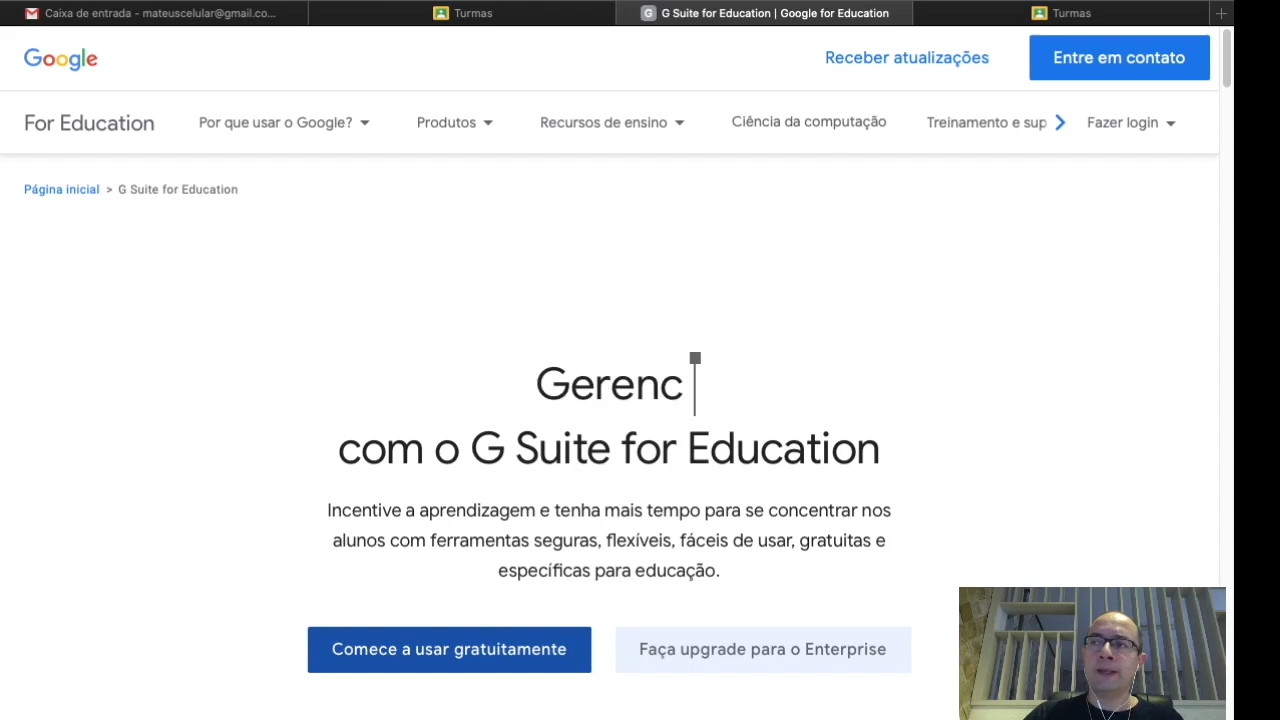 Caixa de entrada - mateuscelular@gmail.co...
Turmas
G Suite for Education | Google for Education
Turmas
Google
Receber atualizações
Entre em contato
For Education
Por que usar o Google?
Produtos
Recursos de ensino
Ciência da computação
Treinamento e sup
Fazer login
Página inicial > G Suite for Education
Gerenc
com o G Suite for Education
Incentive a aprendizagem e tenha mais tempo para se concentrar nos
alunos com ferramentas seguras, flexíveis, fáceis de usar, gratuitas e
específicas para educação.
Comece a usar gratuitamente
Faça upgrade para o Enterprise